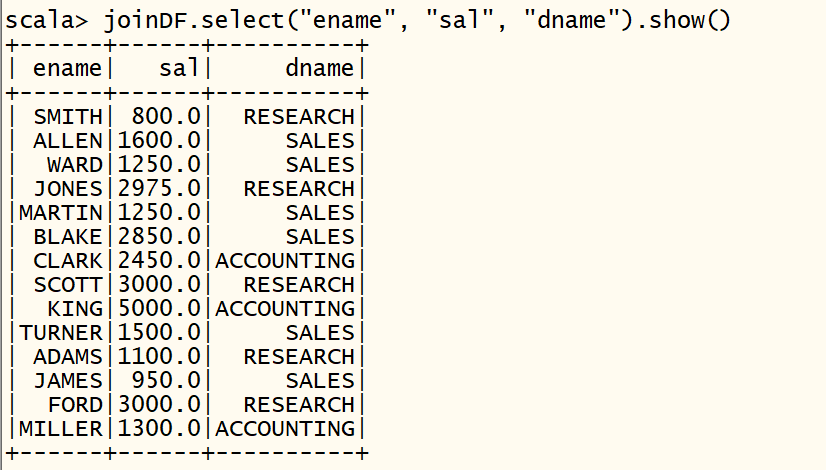 scala> joinDF.select("ename", "sal", "dname").show()
+------+------+----------+
| ename|   sal|     dname|
+------+------+----------+
| SMITH| 800.0|  RESEARCH|
| ALLEN|1600.0|     SALES|
|  WARD|1250.0|     SALES|
| JONES|2975.0|  RESEARCH|
|MARTIN|1250.0|     SALES|
| BLAKE|2850.0|     SALES|
| CLARK|2450.0|ACCOUNTING|
| SCOTT|3000.0|  RESEARCH|
|  KING|5000.0|ACCOUNTING|
|TURNER|1500.0|     SALES|
| ADAMS|1100.0|  RESEARCH|
| JAMES| 950.0|     SALES|
|  FORD|3000.0|  RESEARCH|
|MILLER|1300.0|ACCOUNTING|
+------+------+----------+